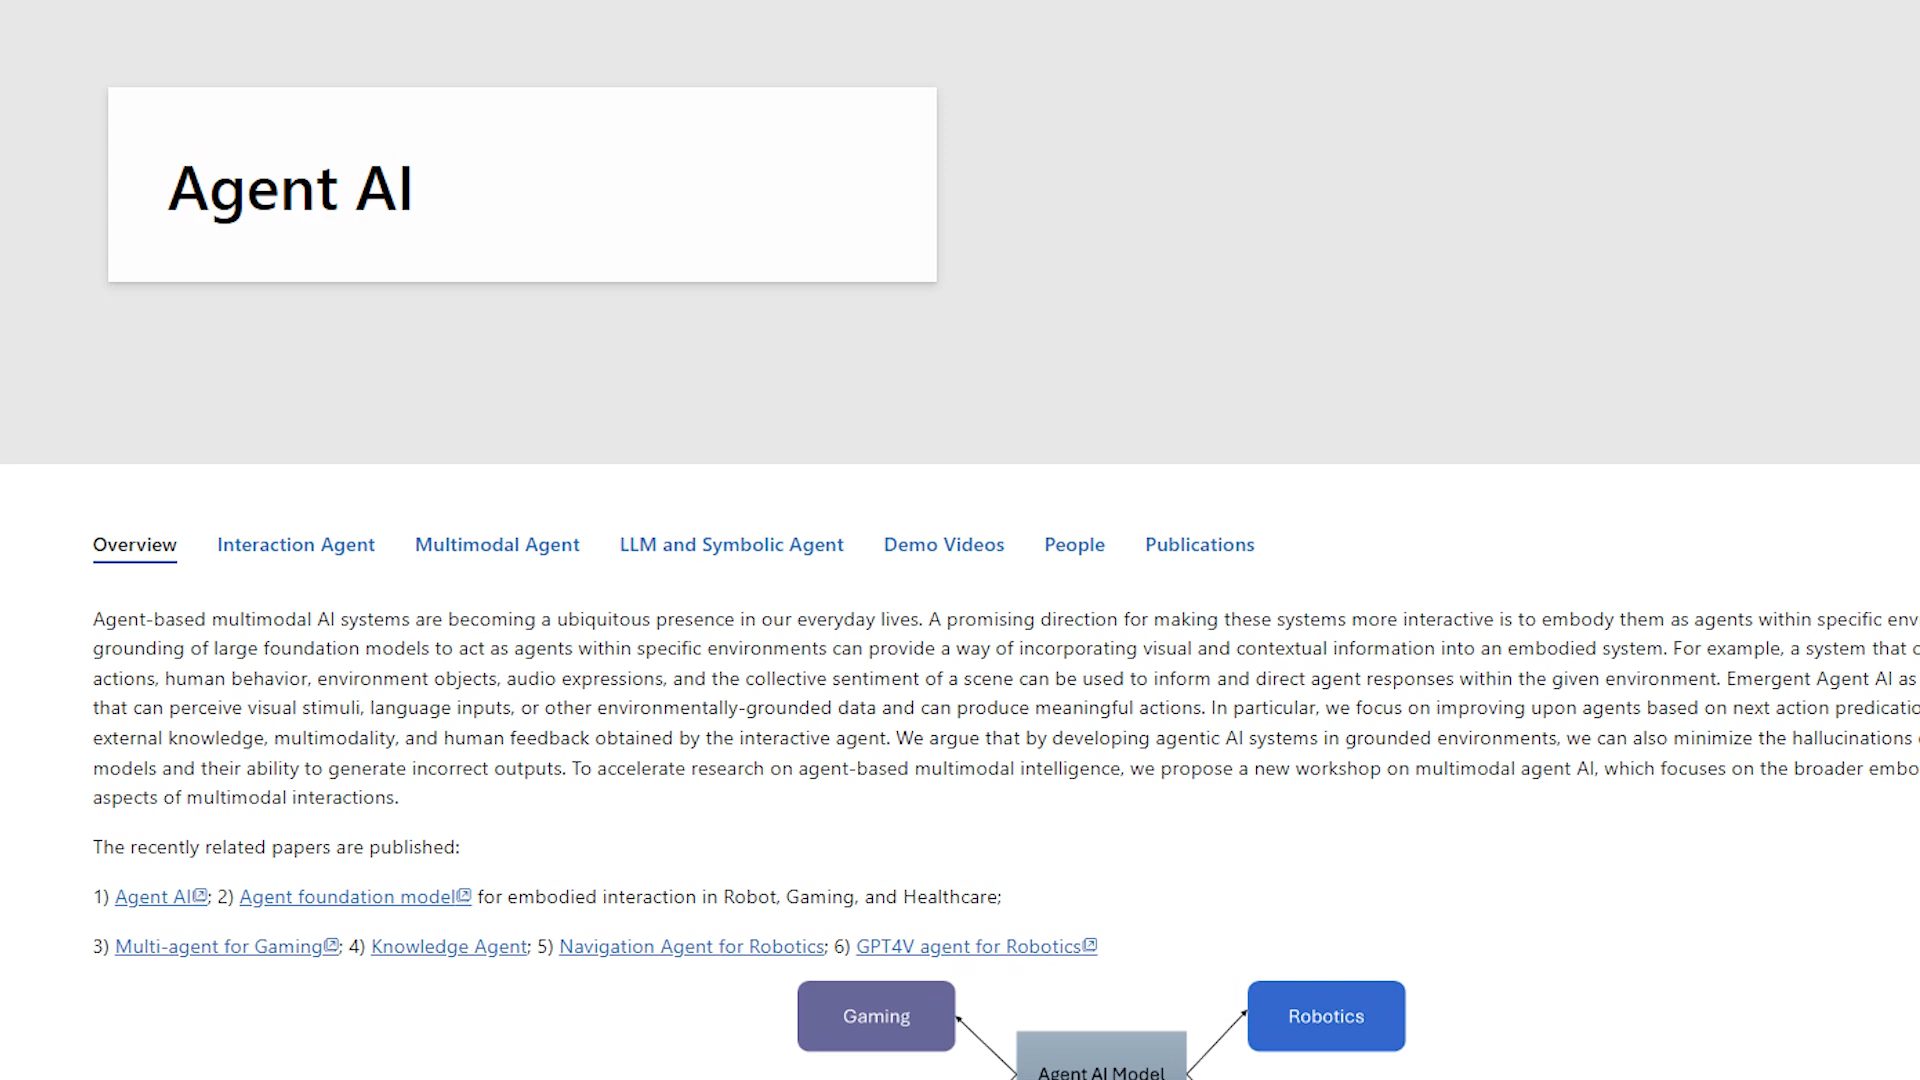 Agent AI
Overview Interaction Agent Multimodal Agent LLM and Symbolic Agent Demo Videos People Publications
Agent-based multimodal AI systems are becoming a ubiquitous presence in our everyday lives. A promising direction for making these systems more interactive is to embody them as agents within specific env
grounding of large foundation models to act as agents within specific environments can provide a way of incorporating visual and contextual information into an embodied system. For example, a system that c
actions, human behavior, environment objects, audio expressions, and the collective sentiment of a scene can be used to inform and direct agent responses within the given environment. Emergent Agent AI as
that can perceive visual stimuli, language inputs, or other environmentally-grounded data and can produce meaningful actions. In particular, we focus on improving upon agents based on next action predicatio
external knowledge, multimodality, and human feedback obtained by the interactive agent. We argue that by developing agentic AI systems in grounded environments, we can also minimize the hallucinations
models and their ability to generate incorrect outputs. To accelerate research on agent-based multimodal intelligence, we propose a new workshop on multimodal agent AI, which focuses on the broader embo
aspects of multimodal interactions.
The recently related papers are published:
1) Agent AI; 2) Agent foundation model for embodied interaction in Robot, Gaming, and Healthcare;
3) Multi-agent for Gaming; 4) Knowledge Agent; 5) Navigation Agent for Robotics; 6) GPT4V agent for Robotics
Gaming Robotics
Agent AI Model